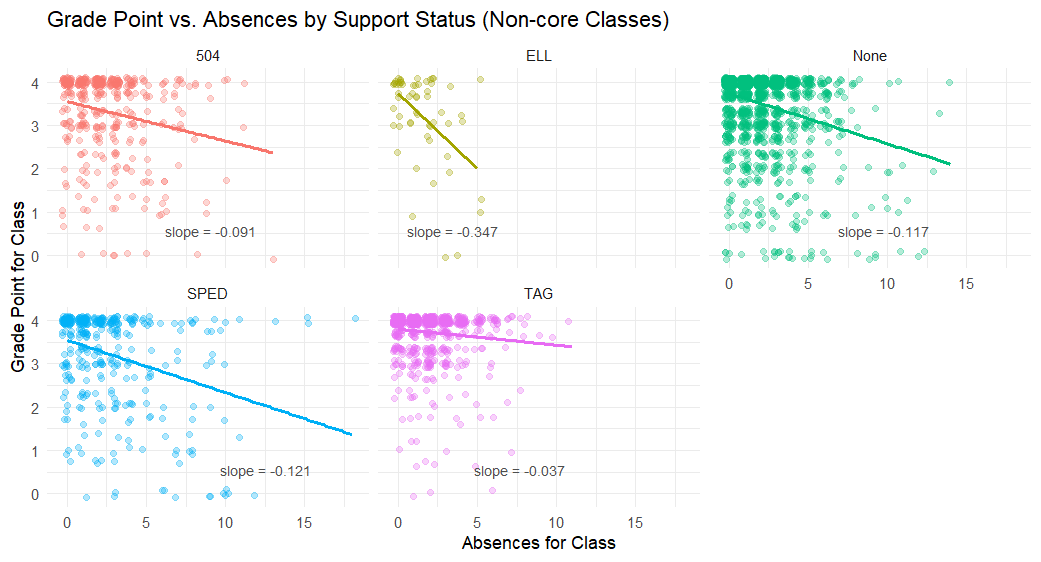 Grade Point vs. Absences by Support Status (Non-core Classes)
504
ELL
None
4
3
2
1
0
slope = -0.091
slope = -0.347
slope = -0.117
0
5
10
15
SPED
TAG
4
3
2
1
0
slope = -0.121
slope = -0.037
0
5
10
15
0
5
10
15
Absences for Class
Grade Point for Class